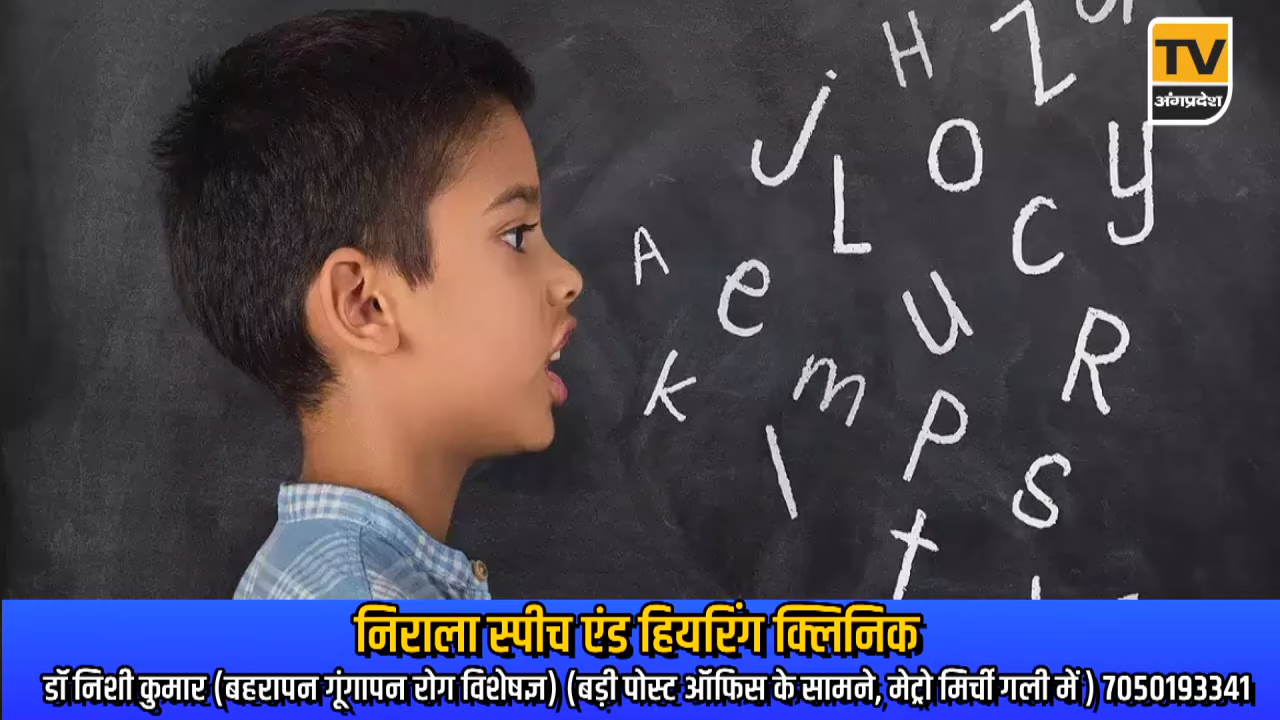 H
Z
TV
अंगप्रदेश
J
L
O
y
A
e
C
U
R
K
m
P
l
S
t
निराला स्पीच एंड हियरिंग क्लिनिक
डॉ निशी कुमार (बहरापन गूंगापन रोग विशेषज्ञ) (बड़ी पोस्ट ऑफिस के सामने, मेट्रो मिर्ची गली में ) 7050193341